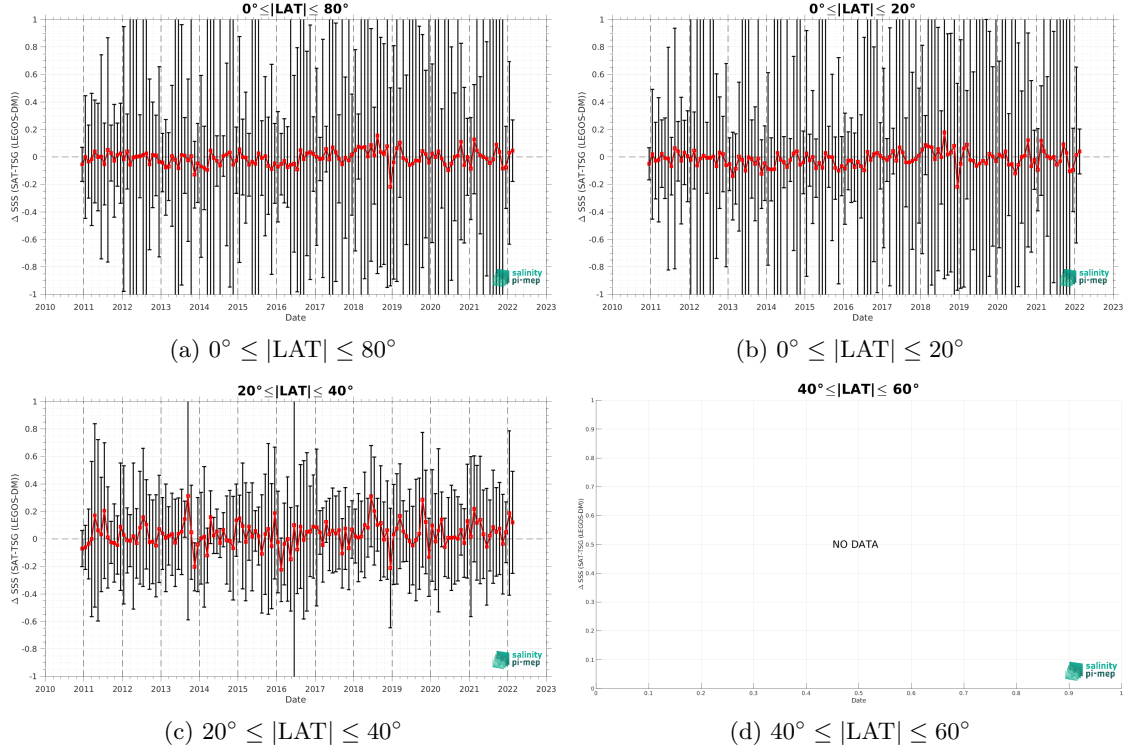 0°≤|LAT|≤ 80°
Δ SSS (SAT-TSG (LEGOS-DM))
1
0.8
0.6
0.4
0.2
0
-0.2
-0.4
-0.6
-0.8
-1
2010 2011 2012 2013 2014 2015 2016 2017 2018 2019 2020 2021 2022 2023
Date
salinity
pi-mep
(a) 0° ≤ |LAT| ≤ 80°
0°≤|LAT|≤ 20°
Δ SSS (SAT-TSG (LEGOS-DM))
1
0.8
0.6
0.4
0.2
0
-0.2
-0.4
-0.6
-0.8
-1
2010 2011 2012 2013 2014 2015 2016 2017 2018 2019 2020 2021 2022 2023
Date
salinity
pi-mep
(b) 0° ≤ |LAT| ≤ 20°
20°≤|LAT|≤ 40°
Δ SSS (SAT-TSG (LEGOS-DM))
1
0.8
0.6
0.4
0.2
0
-0.2
-0.4
-0.6
-0.8
-1
2010 2011 2012 2013 2014 2015 2016 2017 2018 2019 2020 2021 2022 2023
Date
salinity
pi-mep
(c) 20° ≤ |LAT| ≤ 40°
40°≤|LAT|≤ 60°
Δ SSS (SAT-TSG (LEGOS-DM))
1
0.9
0.8
0.7
0.6
0.5
0.4
0.3
0.2
0.1
0
NO DATA
0 0.1 0.2 0.3 0.4 0.5 0.6 0.7 0.8 0.9 1
Date
salinity
pi-mep
(d) 40° ≤ |LAT| ≤ 60°